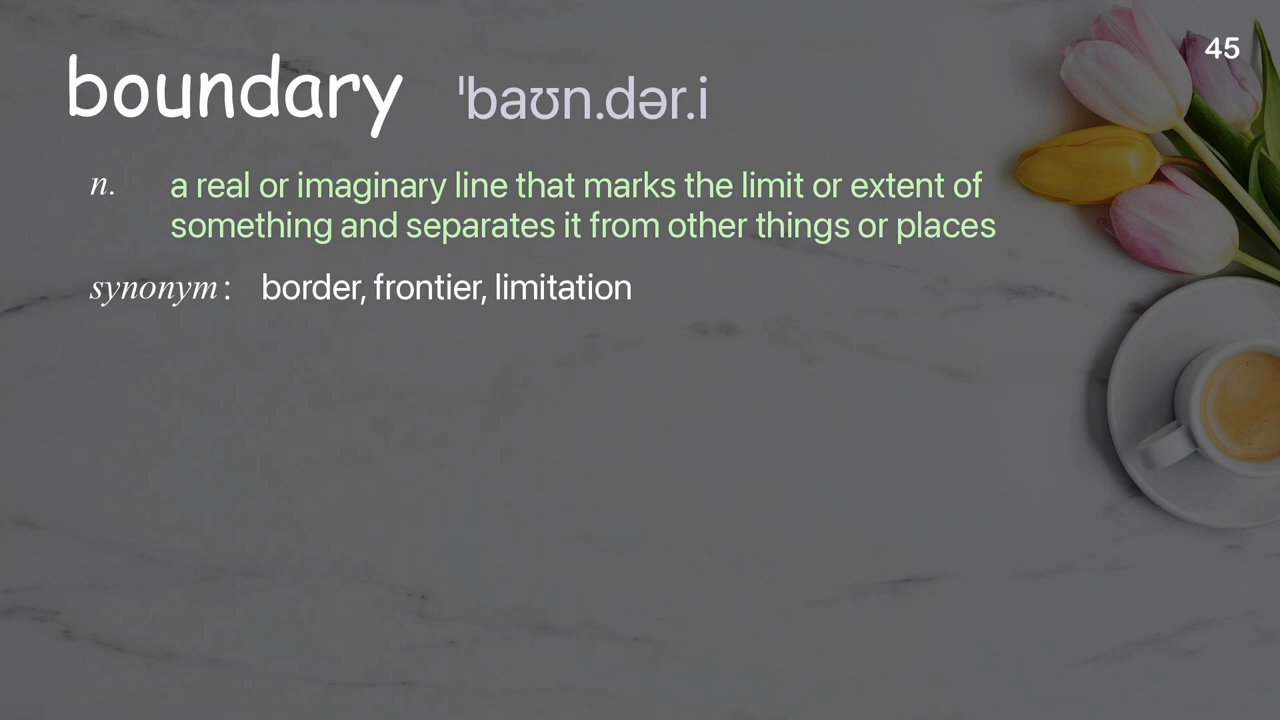 45
boundary ˈbaʊn.dər.i
n. a real or imaginary line that marks the limit or extent of
something and separates it from other things or places
synonym: border, frontier, limitation